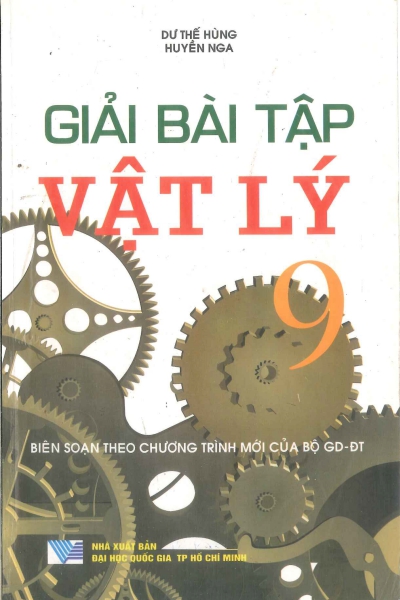 DƯ THẾ HÙNG
HUYỀN NGA
GIẢI BÀI TẬP
VẬT LÝ
9
BIÊN SOẠN THEO CHƯƠNG TRÌNH MỚI CỦA BỘ GD-ĐT
NHÀ XUẤT BẢN
ĐẠI HỌC QUỐC GIA TP HỒ CHÍ MINH